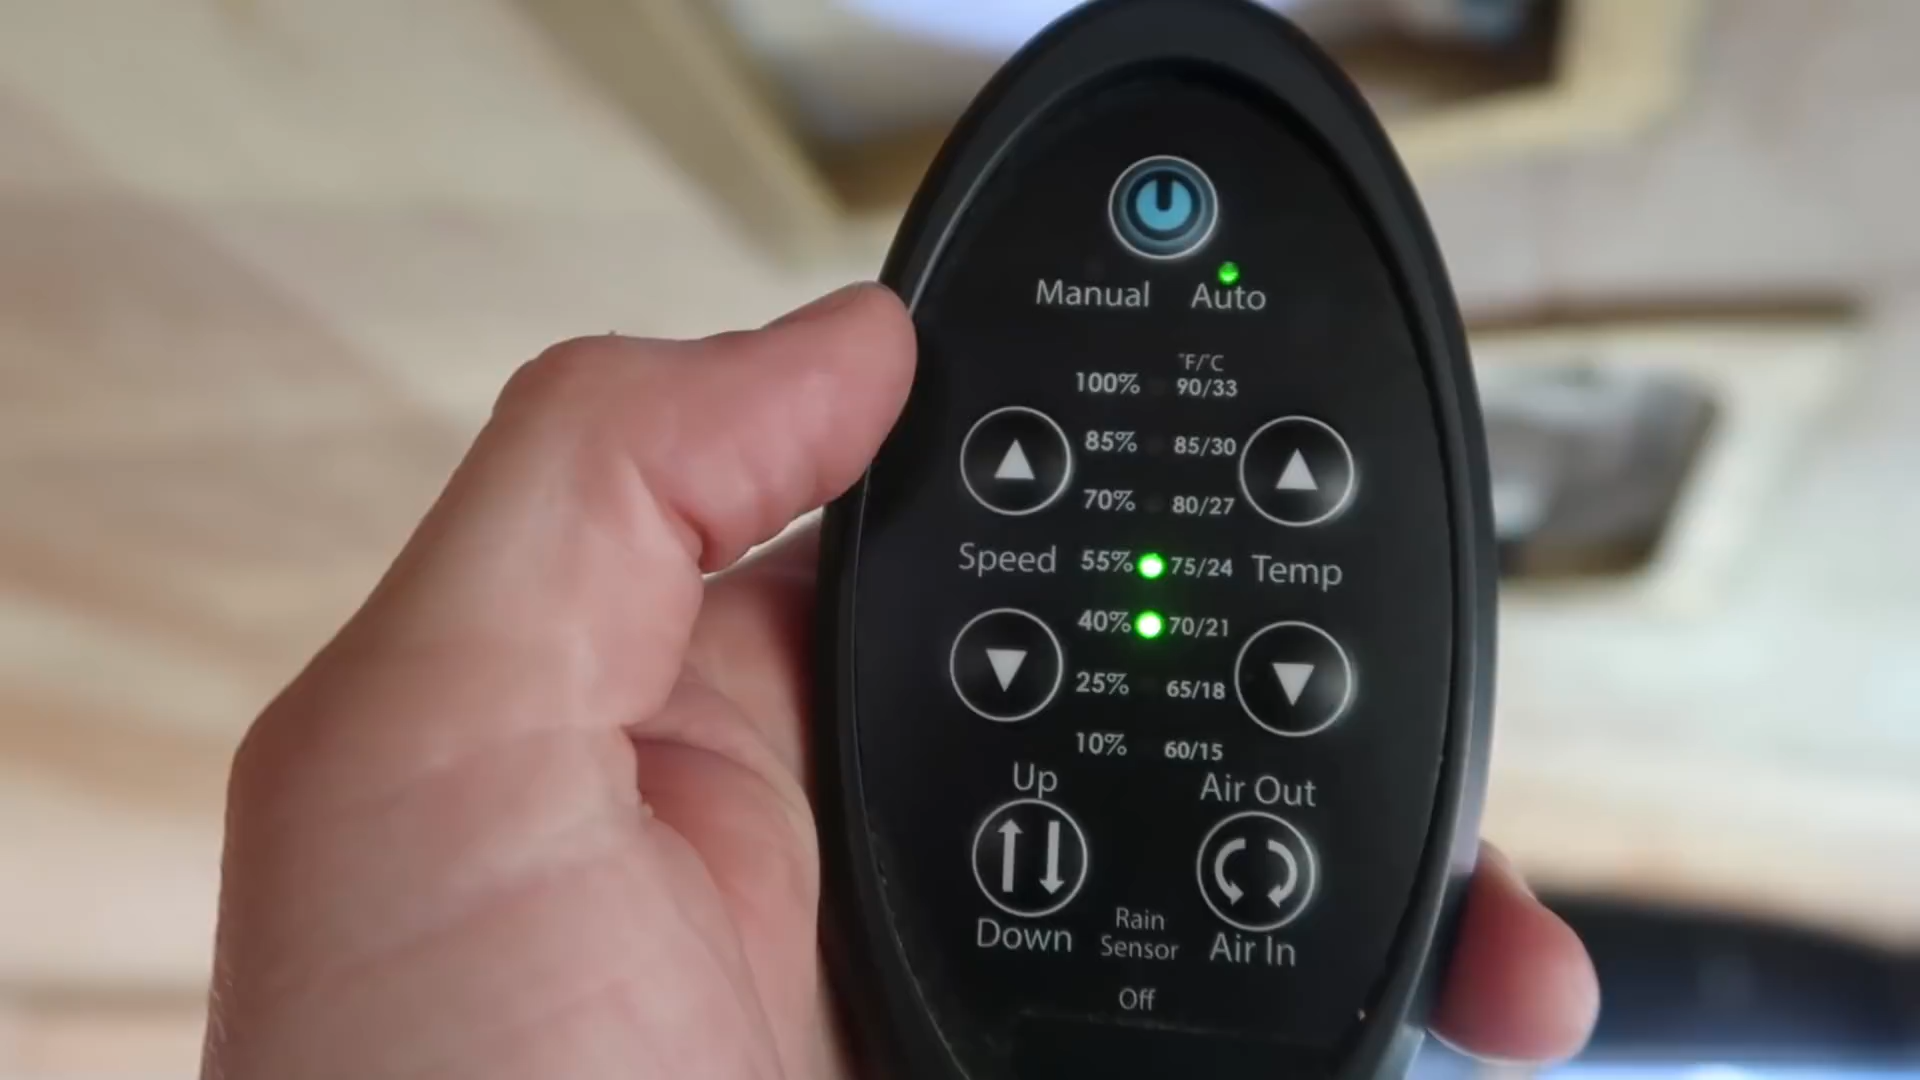 Manual Auto
°F/°C
100% 90/33
85% 85/30
70% 80/27
Speed 55% 75/24 Temp
40% 70/21
25% 65/18
10% 60/15
Up Air Out
Down Rain Sensor Air In
Off